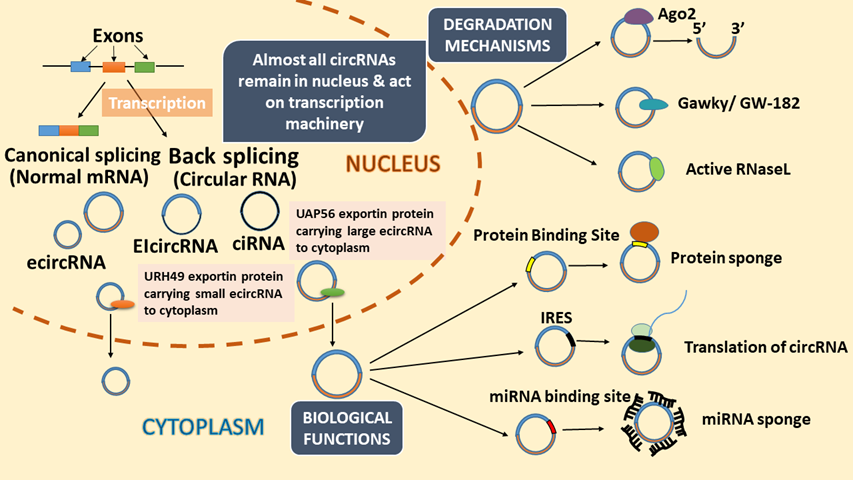 Exons
Transcription
Canonical splicing
(Normal mRNA)
Back splicing
(Circular RNA)
Almost all circRNAs
remain in nucleus & act
on transcription
machinery
NUCLEUS
ecircRNA
EIcircRNA
ciRNA
UAP56 exportin protein
carrying large ecircRNA
to cytoplasm
URH49 exportin protein
carrying small ecircRNA
to cytoplasm
CYTOPLASM
BIOLOGICAL
FUNCTIONS
DEGRADATION
MECHANISMS
Ago2
5’ 3’
Gawky/ GW-182
Active RNaseL
Protein Binding Site
Protein sponge
IRES
Translation of circRNA
miRNA binding site
miRNA sponge